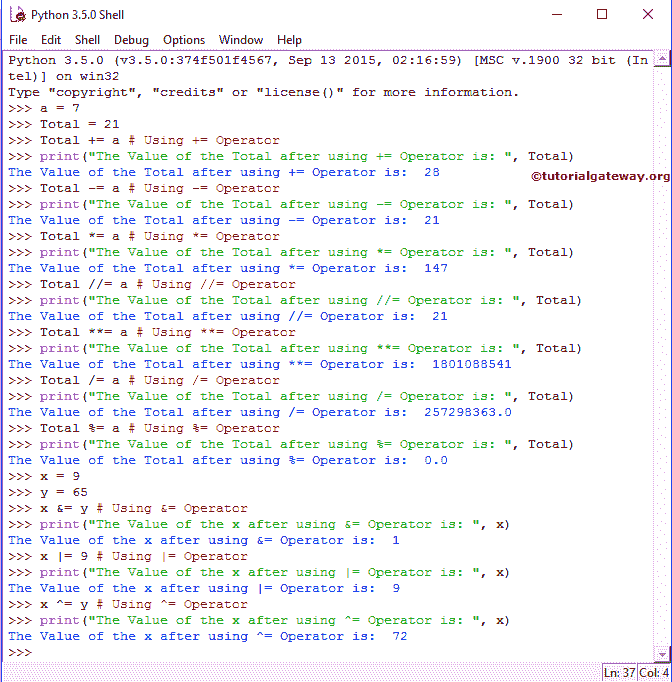 Python 3.5.0 Shell
File Edit Shell Debug Options Window Help
Python 3.5.0 (v3.5.0:374f501f4567, Sep 13 2015, 02:16:59) [MSC v.1900 32 bit (In
tel)] on win32
Type "copyright", "credits" or "license()" for more information.
>>> a = 7
>>> Total = 21
>>> Total += a # Using += Operator
>>> print("The Value of the Total after using += Operator is: ", Total)
The Value of the Total after using += Operator is:  28
©tutorialgateway.org
>>> Total -= a # Using -= Operator
>>> print("The Value of the Total after using -= Operator is: ", Total)
The Value of the Total after using -= Operator is:  21
>>> Total *= a # Using *= Operator
>>> print("The Value of the Total after using *= Operator is: ", Total)
The Value of the Total after using *= Operator is:  147
>>> Total //= a # Using //= Operator
>>> print("The Value of the Total after using //= Operator is: ", Total)
The Value of the Total after using //= Operator is:  21
>>> Total **= a # Using **= Operator
>>> print("The Value of the Total after using **= Operator is: ", Total)
The Value of the Total after using **= Operator is:  1801088541
>>> Total /= a # Using /= Operator
>>> print("The Value of the Total after using /= Operator is: ", Total)
The Value of the Total after using /= Operator is:  257298363.0
>>> Total %= a # Using %= Operator
>>> print("The Value of the Total after using %= Operator is: ", Total)
The Value of the Total after using %= Operator is:  0.0
>>> x = 9
>>> y = 65
>>> x &= y # Using &= Operator
>>> print("The Value of the x after using &= Operator is: ", x)
The Value of the x after using &= Operator is:  1
>>> x |= 9 # Using |= Operator
>>> print("The Value of the x after using |= Operator is: ", x)
The Value of the x after using |= Operator is:  9
>>> x ^= y # Using ^= Operator
>>> print("The Value of the x after using ^= Operator is: ", x)
The Value of the x after using ^= Operator is:  72
>>>
Ln: 37 Col: 4